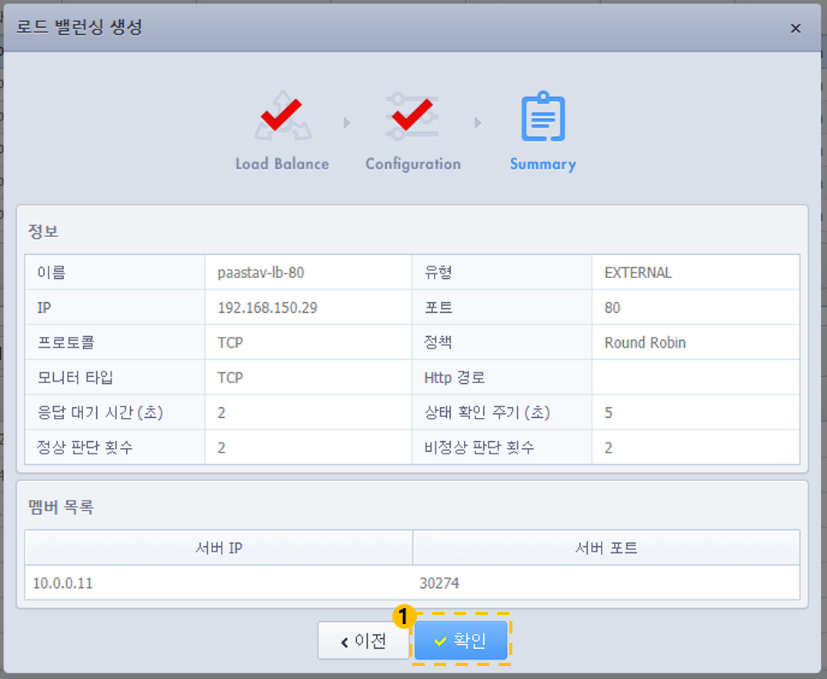 로드 밸런싱 생성 ×
Load Balance Configuration Summary
정보
이름 paastav-lb-80 유형 EXTERNAL
IP 192.168.150.29 포트 80
프로토콜 TCP 정책 Round Robin
모니터 타입 TCP Http 경로
응답 대기 시간 (초) 2 상태 확인 주기 (초) 5
정상 판단 횟수 2 비정상 판단 횟수 2
멤버 목록
서버 IP 서버 포트
10.0.0.11 30274
1
이전 확인